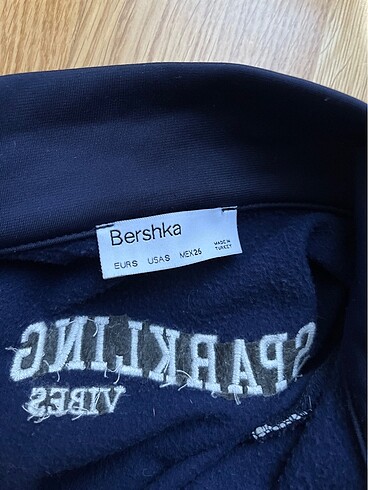 Bershka
EUR S USA S MEX 26
MADE IN
TURKEY
SPARKLING
VIBES